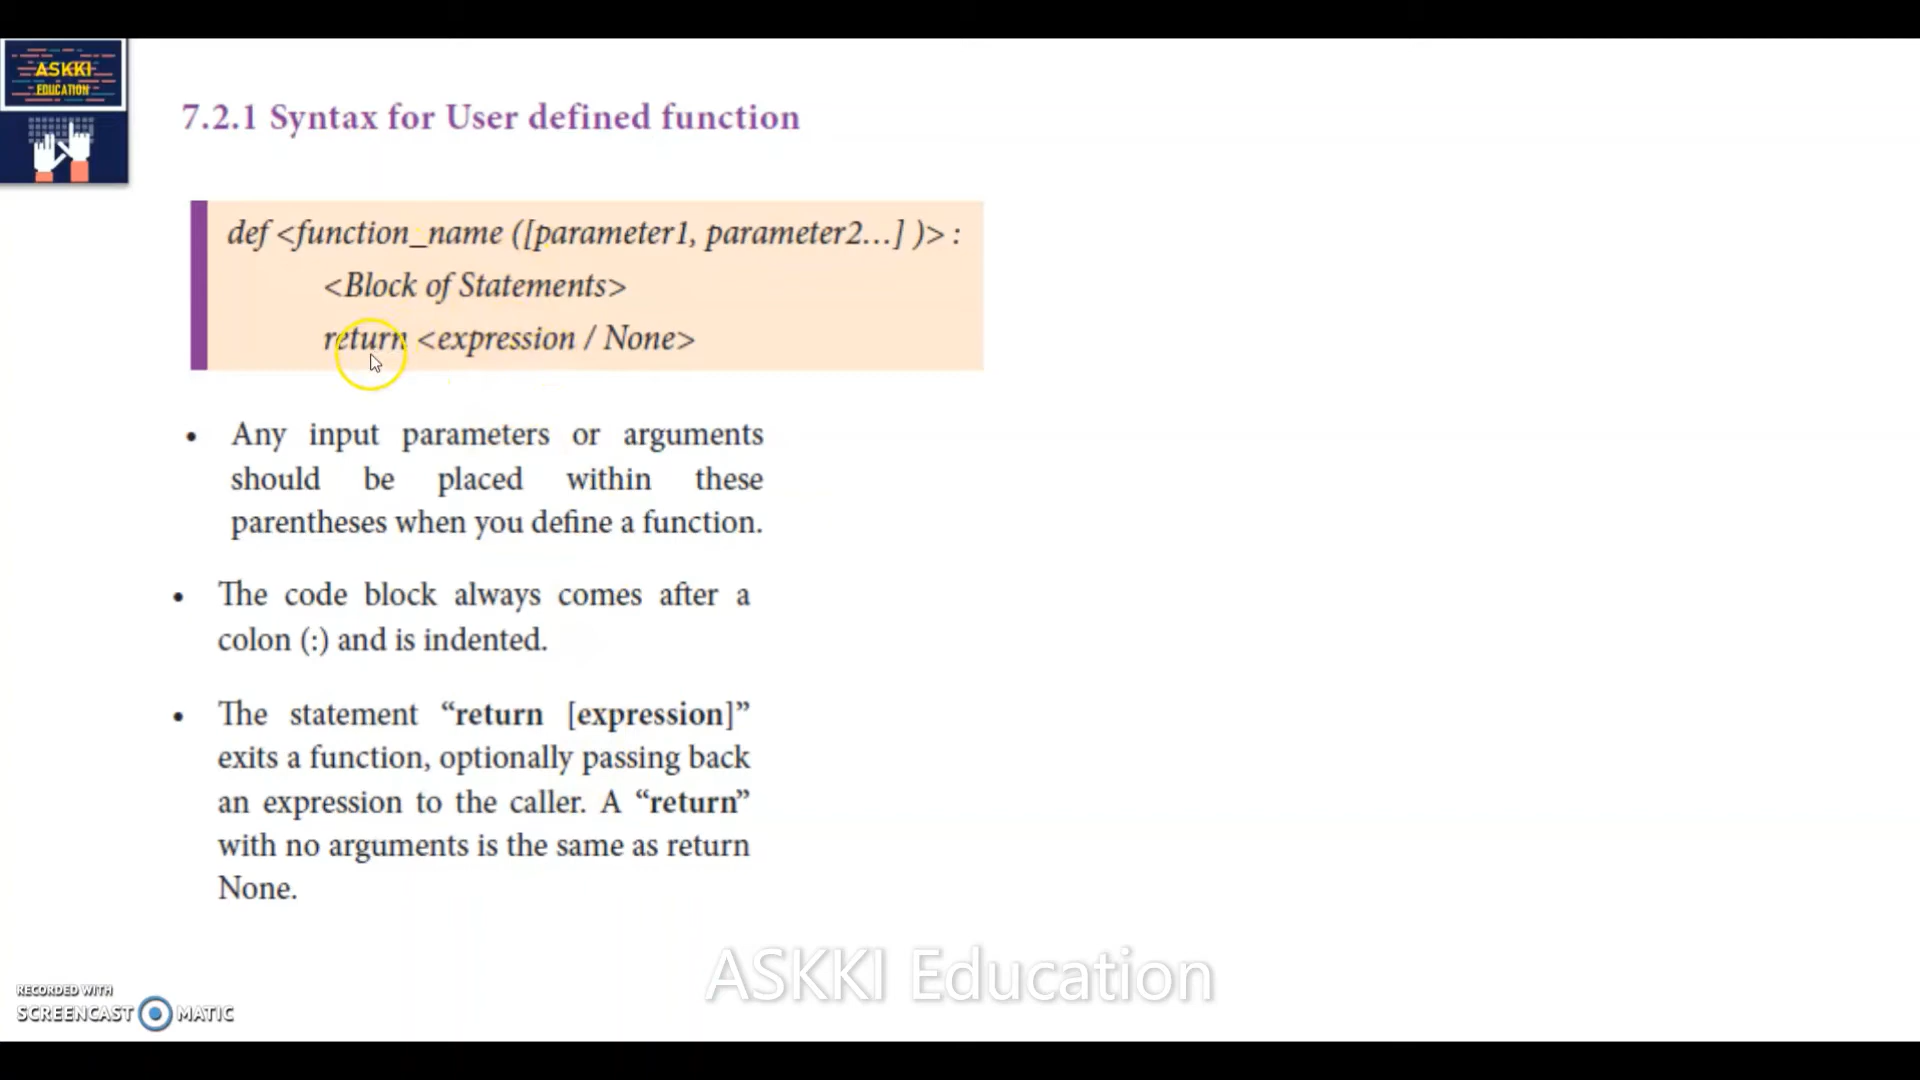 ASKKI
EDUCATION
7.2.1 Syntax for User defined function
def <function_name ([parameter1, parameter2...] )> :
<Block of Statements>
return <expression / None>
• Any input parameters or arguments
should be placed within these
parentheses when you define a function.
• The code block always comes after a
colon (:) and is indented.
• The statement “return [expression]”
exits a function, optionally passing back
an expression to the caller. A “return”
with no arguments is the same as return
None.
ASKKI Education
RECORDED WITH
SCREENCAST MATIC